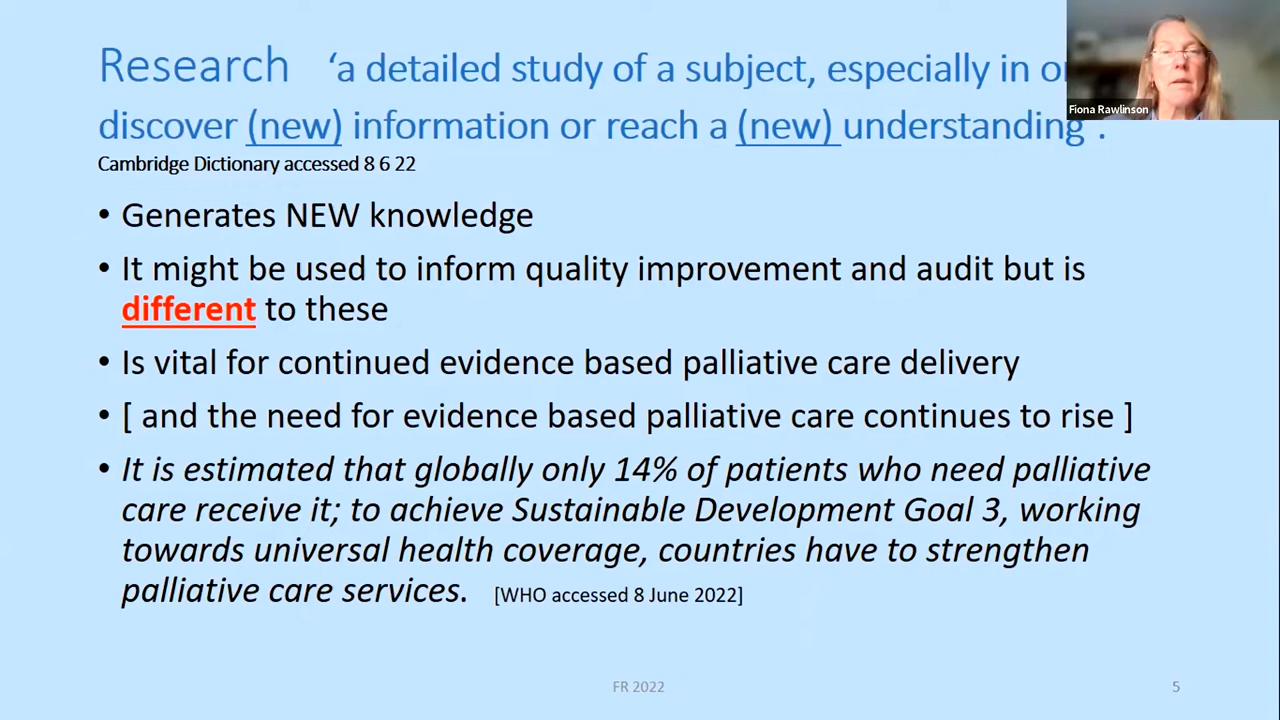 Research ‘a detailed study of a subject, especially in
discover (new) information or reach a (new) understanding’.
Cambridge Dictionary accessed 8 6 22
• Generates NEW knowledge
• It might be used to inform quality improvement and audit but is
different to these
• Is vital for continued evidence based palliative care delivery
• [ and the need for evidence based palliative care continues to rise ]
• It is estimated that globally only 14% of patients who need palliative
care receive it; to achieve Sustainable Development Goal 3, working
towards universal health coverage, countries have to strengthen
palliative care services. [WHO accessed 8 June 2022]
Fiona Rawlinson
FR 2022
5